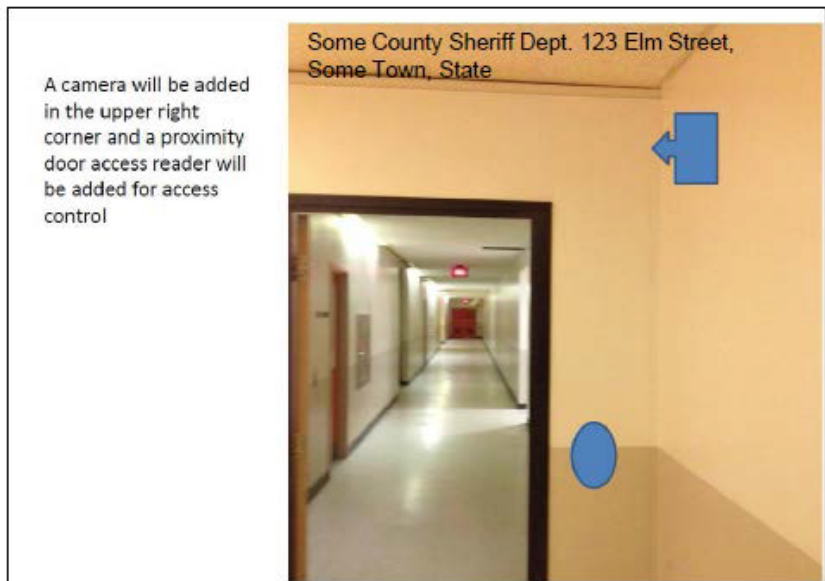 Some County Sheriff Dept. 123 Elm Street,
Some Town, State
A camera will be added
in the upper right
corner and a proximity
door access reader will
be added for access
control